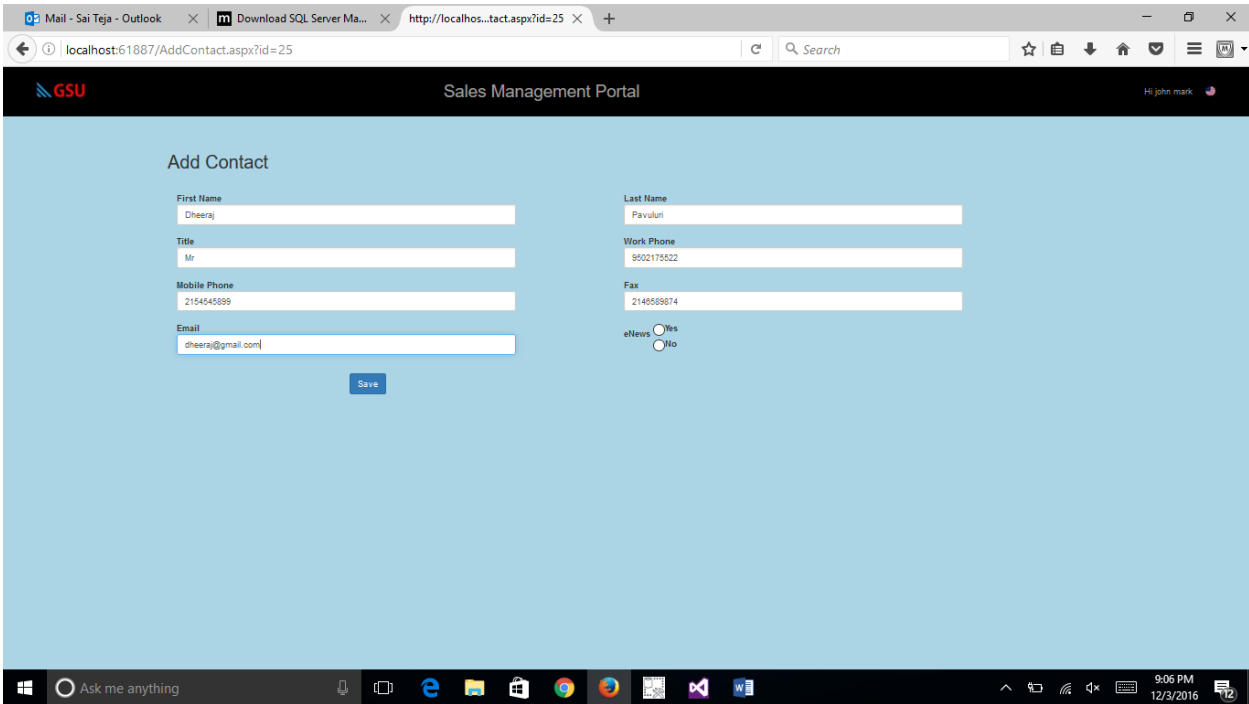 Mail - Sai Teja - Outlook
Download SQL Server Ma...
http://localhos...tact.aspx?id=25
localhost:61887/AddContact.aspx?id=25
Search
GSU
Sales Management Portal
Hi john mark
Add Contact
First Name
Dheeraj
Last Name
Pavuluri
Title
Mr
Work Phone
9502175522
Mobile Phone
2154545899
Fax
2146589874
Email
dheeraj@gmail.com
eNews
Yes
No
Save
Ask me anything
9:06 PM
12/3/2016
12